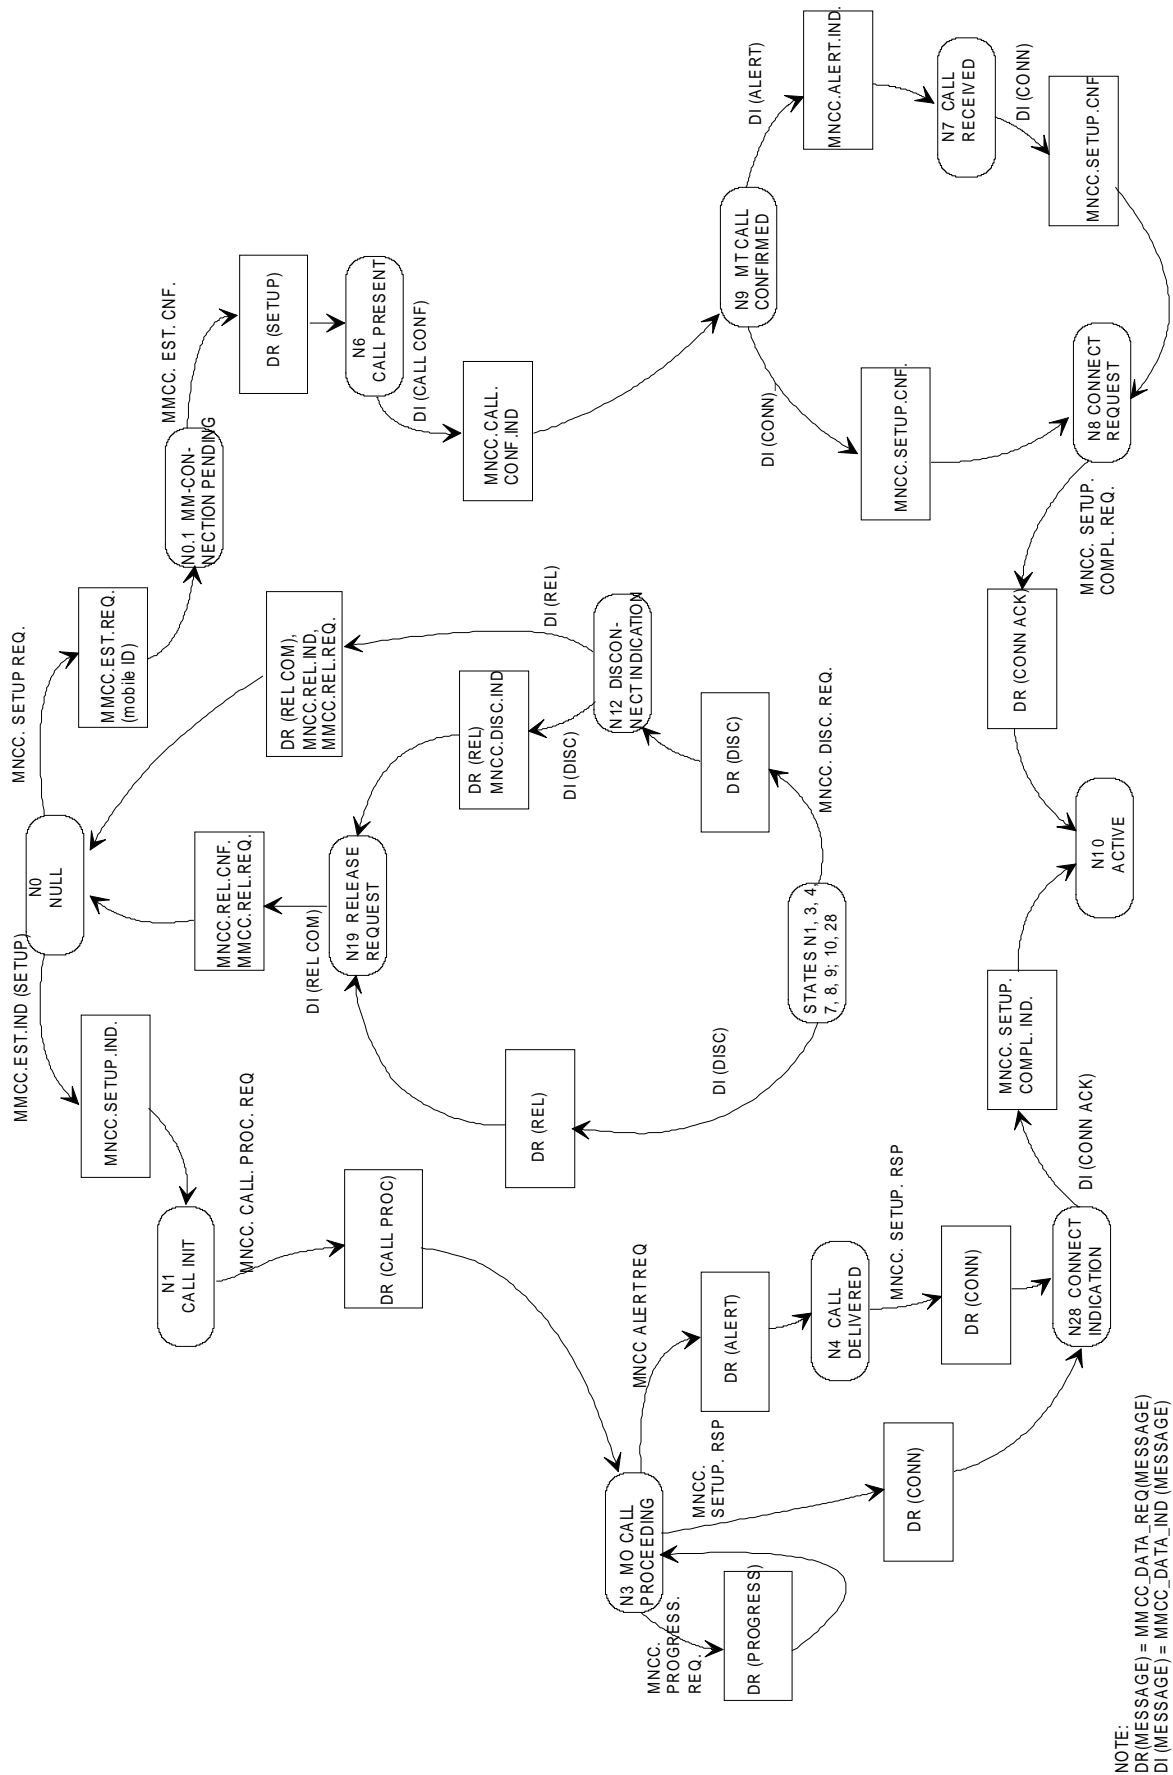 MMCC.EST.IND (SETUP)
N0
NULL
MNCC. SETUP REQ.
MNCC.SETUP.IND.
MMCC.EST.REQ.
(mobile ID)
N1
CALL INIT
MNCC. CALL. PROC. REQ
MNCC.REL.CNF.
MMCC.REL.REQ.
DR (REL COM),
MNCC.REL.IND,
MMCC.REL.REQ.
N0.1 MM-CON-
NECTION PENDING
MMCC. EST. CNF.
DR (SETUP)
DR (CALL PROC)
DI (REL COM)
N19 RELEASE
REQUEST
N6
CALL PRESENT
DI (CALL CONF)
DR (REL)
MNCC.DISC.IND
MNCC.CALL.
CONF.IND
DR (REL)
DI (DISC)
DI (REL)
N12 DISCON-
NECT INDICATION
N3 MO CALL
PROCEEDING
MNCC ALERT REQ
MNCC.
PROGRESS.
REQ.
MNCC.
SETUP. RSP
DR (ALERT)
DI (DISC)
DR (DISC)
N9 MT CALL
CONFIRMED
DI (ALERT)
DR (PROGRESS)
N4 CALL
DELIVERED
STATES N1, 3, 4,
7, 8, 9; 10, 28
MNCC. DISC. REQ.
DI (CONN)
MNCC.ALERT.IND.
MNCC. SETUP. RSP
DR (CONN)
DR (CONN)
MNCC.SETUP.CNF.
N7 CALL
RECEIVED
DI (CONN)
MNCC. SETUP.
COMPL. IND.
DR (CONN ACK)
MNCC.SETUP.CNF
N28 CONNECT
INDICATION
DI (CONN ACK)
N10
ACTIVE
MNCC. SETUP.
COMPL. REQ.
N8 CONNECT
REQUEST
NOTE:
DR(MESSAGE) = MMCC_DATA_REQ(MESSAGE)
DI (MESSAGE) = MMCC_DATA_IND (MESSAGE)